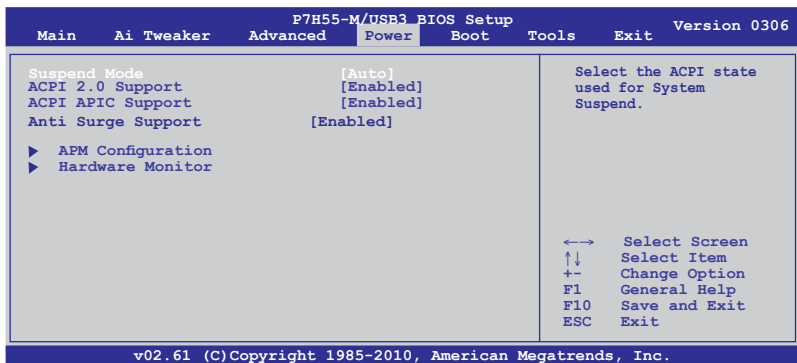 P7H55-M/USB3 BIOS Setup
Version 0306
Main Ai Tweaker Advanced Power Boot Tools Exit
Suspend Mode [Auto]
ACPI 2.0 Support [Enabled]
ACPI APIC Support [Enabled]
Anti Surge Support [Enabled]
▶ APM Configuration
▶ Hardware Monitor
Select the ACPI state
used for System
Suspend.
←→ Select Screen
↑↓ Select Item
+- Change Option
F1 General Help
F10 Save and Exit
ESC Exit
v02.61 (C)Copyright 1985-2010, American Megatrends, Inc.